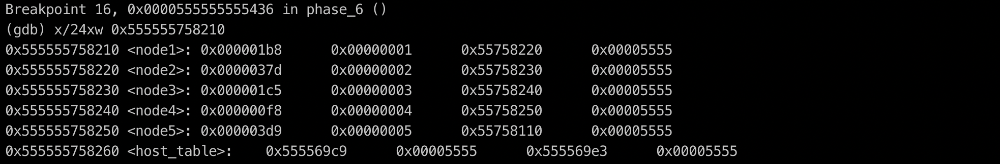 Breakpoint 16, 0x0000555555555436 in phase_6 ()
(gdb) x/24xw 0x555555758210
0x555555758210 <node1>: 0x000001b8 0x00000001 0x55758220 0x00005555
0x555555758220 <node2>: 0x0000037d 0x00000002 0x55758230 0x00005555
0x555555758230 <node3>: 0x000001c5 0x00000003 0x55758240 0x00005555
0x555555758240 <node4>: 0x000000f8 0x00000004 0x55758250 0x00005555
0x555555758250 <node5>: 0x000003d9 0x00000005 0x55758110 0x00005555
0x555555758260 <host_table>: 0x555569c9 0x00005555 0x555569e3 0x00005555